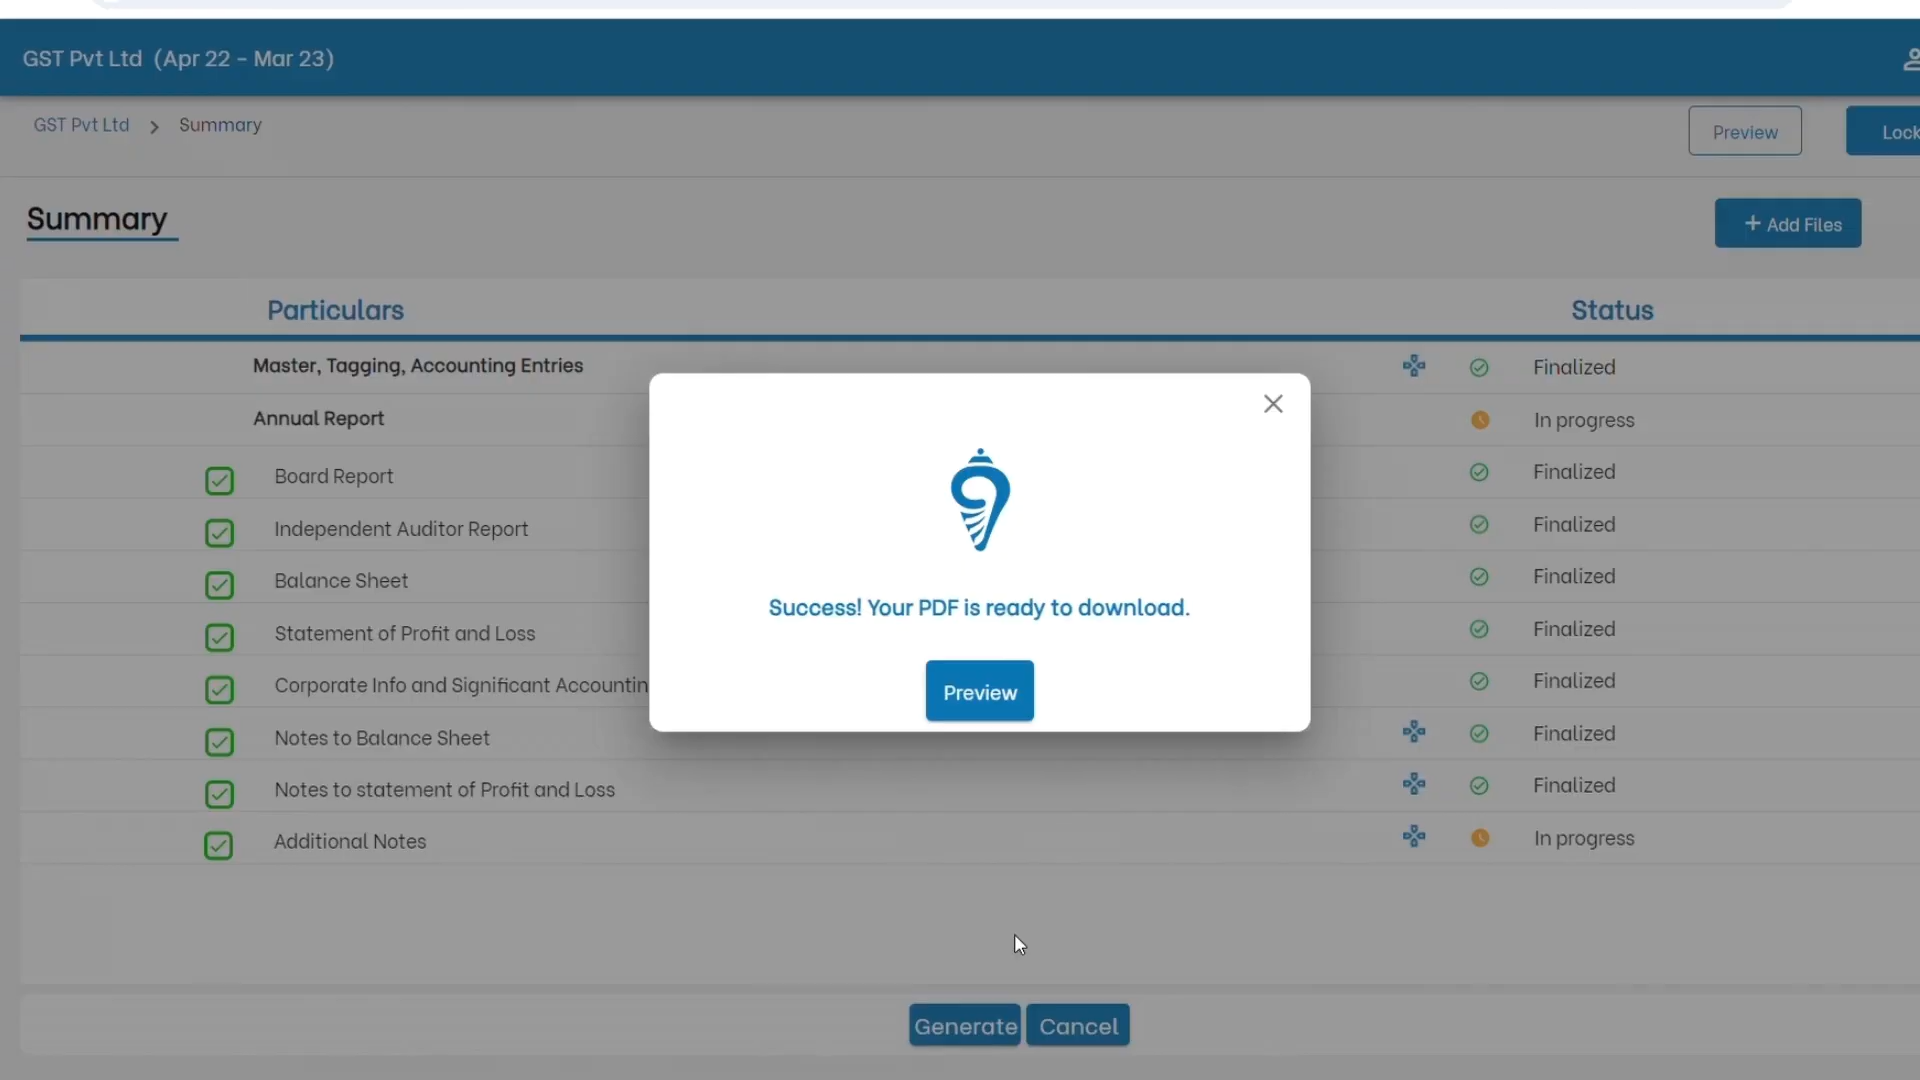 GST Pvt Ltd (Apr 22 - Mar 23)
GST Pvt Ltd > Summary
Preview
Lock
Summary
+ Add Files
Particulars
Status
Master, Tagging, Accounting Entries
Finalized
Annual Report
In progress
Board Report
Finalized
Independent Auditor Report
Finalized
Balance Sheet
Finalized
Statement of Profit and Loss
Finalized
Corporate Info and Significant Accountin
Finalized
Notes to Balance Sheet
Finalized
Notes to statement of Profit and Loss
Finalized
Additional Notes
In progress
Success! Your PDF is ready to download.
Preview
Generate
Cancel